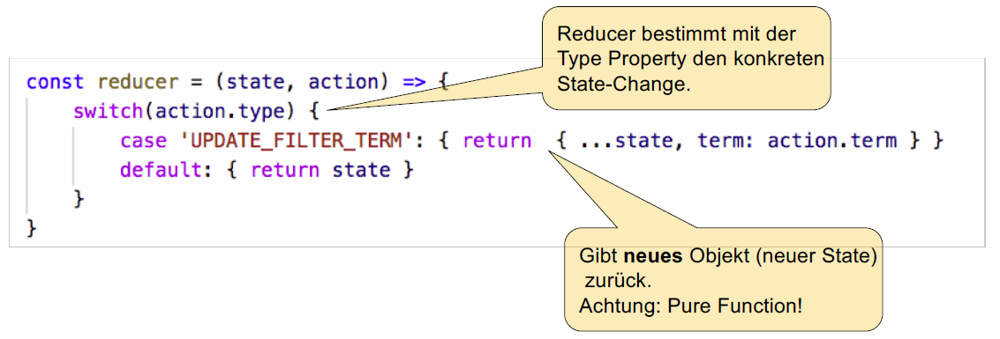 Reducer bestimmt mit der
Type Property den konkreten
State-Change.
const reducer = (state, action) => {
switch(action.type) {
case 'UPDATE_FILTER_TERM': { return  { ...state, term: action.term } }
default: { return state }
}
}
Gibt neues Objekt (neuer State)
zurück.
Achtung: Pure Function!